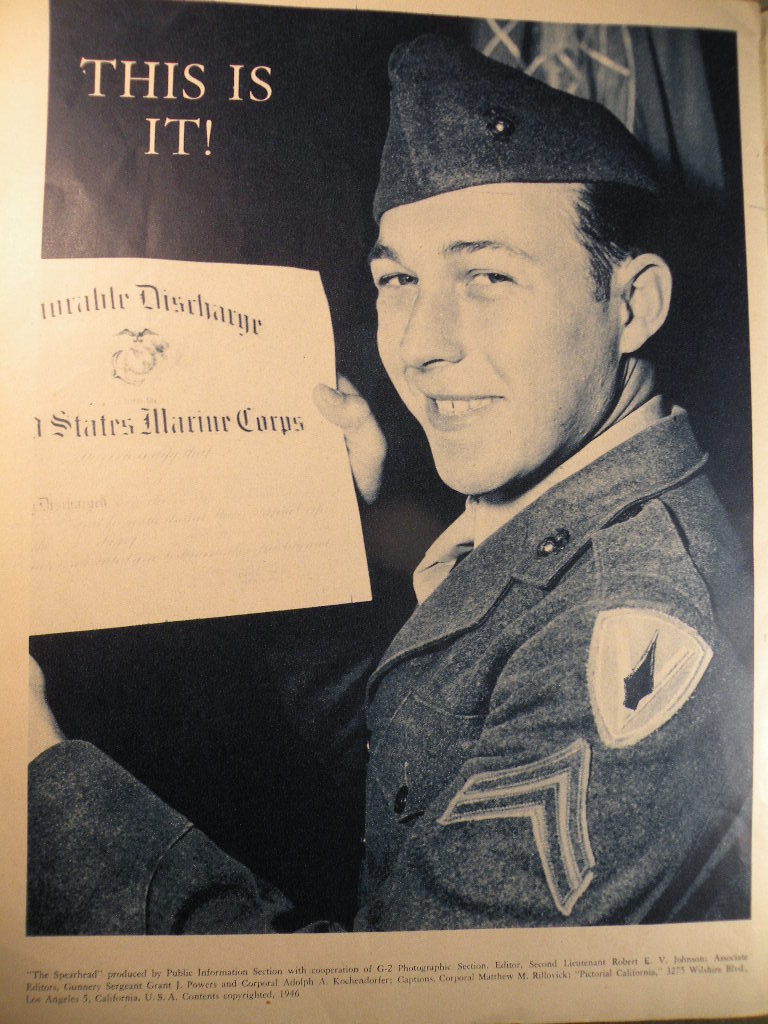 THIS IS
IT!
orable Discharge
d States Marine Corps
Discharged
"The Spearhead" produced by Public Information Section with cooperation of G-2 Photographic Section. Editor, Second Lieutenant Robert E. V. Johnson; Associate
Editors, Gunnery Sergeant Grant J. Powers and Corporal Adolph A. Kochendorfer; Captions, Corporal Matthew M. Rillovick; "Pictorial California," 3275 Wilshire Blvd.,
Los Angeles 5, California, U. S. A. Contents copyrighted, 1946